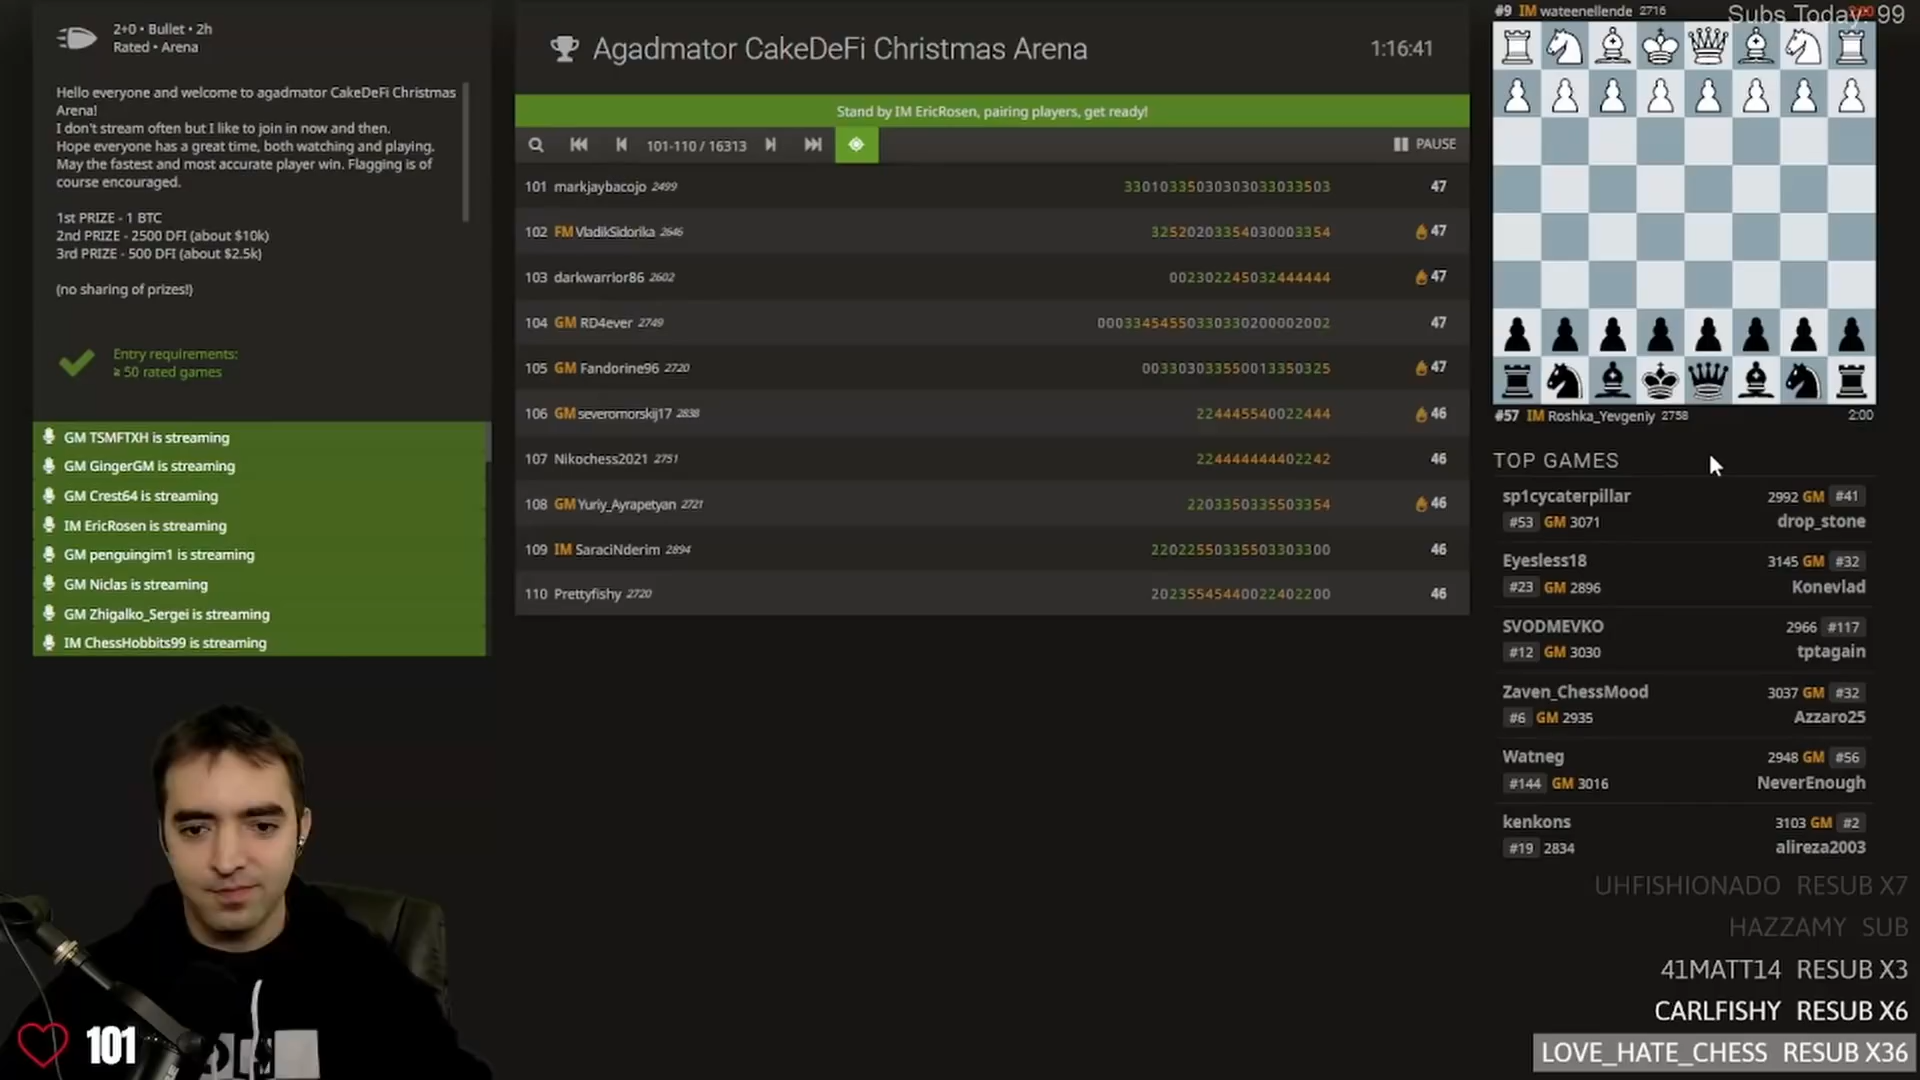 2+0 • Bullet • 2h
Rated • Arena
Hello everyone and welcome to agadmator CakeDeFi Christmas
Arena!
I don't stream often but I like to join in now and then.
Hope everyone has a great time, both watching and playing.
May the fastest and most accurate player win. Flagging is of
course encouraged.
1st PRIZE - 1 BTC
2nd PRIZE - 2500 DFI (about $10k)
3rd PRIZE - 500 DFI (about $2.5k)
(no sharing of prizes!)
Entry requirements:
≥ 50 rated games
GM TSMFTXH is streaming
GM GingerGM is streaming
GM Crest64 is streaming
IM EricRosen is streaming
GM penguingim1 is streaming
GM Niclas is streaming
GM Zhigalko_Sergei is streaming
IM ChessHobbits99 is streaming
101
Agadmator CakeDeFi Christmas Arena 1:16:41
Stand by IM EricRosen, pairing players, get ready!
101-110 / 16313 PAUSE
101 markjaybacojo 2499 33010335030303033033503 47
102 FM VladikSidorika 2646 32520203354030003354 47
103 darkwarrior86 2602 002302245032444444 47
104 GM RD4ever 2749 00033454550330330200002002 47
105 GM Fandorine96 2720 003303033550013350325 47
106 GM severomorskij17 2838 224445540022444 46
107 Nikochess2021 2751 224444444402242 46
108 GM Yuriy_Ayrapetyan 2721 2203350335503354 46
109 IM SaraciNderim 2894 22022550335503303300 46
110 Prettyfishy 2720 20235545440022402200 46
#9 IM wateenellende 2716
Subs Today: 99
#57 IM Roshka_Yevgeniy 2758 2:00
TOP GAMES
sp1cycaterpillar 2992 GM #41
#53 GM 3071 drop_stone
Eyesless18 3145 GM #32
#23 GM 2896 Konevlad
SVODMEVKO 2966 #117
#12 GM 3030 tptagain
Zaven_ChessMood 3037 GM #32
#6 GM 2935 Azzaro25
Watneg 2948 GM #56
#144 GM 3016 NeverEnough
kenkons 3103 GM #2
#19 2834 alireza2003
UHFISHIONADO RESUB X7
HAZZAMY SUB
41MATT14 RESUB X3
CARLFISHY RESUB X6
LOVE_HATE_CHESS RESUB X36